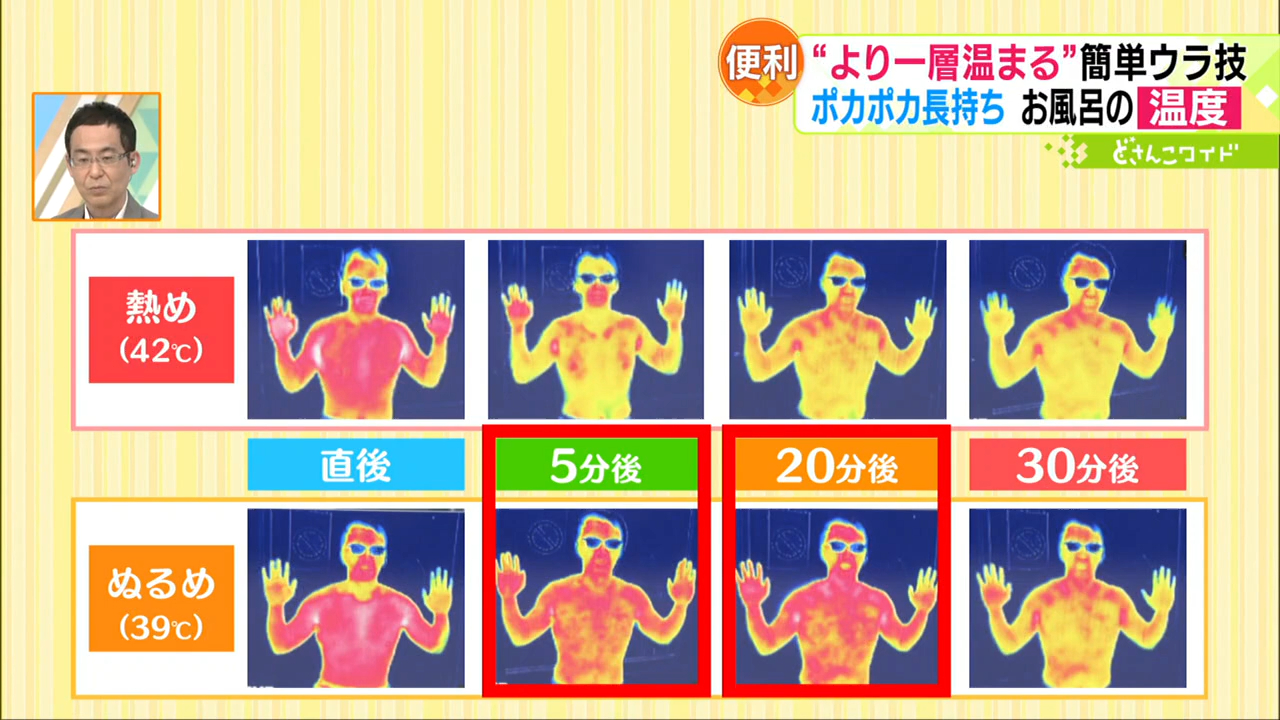 便利
“より一層温まる”簡単ウラ技
ポカポカ長持ち お風呂の温度
どさんこワイド
熱め
(42℃)
直後
5分後
20分後
30分後
ぬるめ
(39℃)